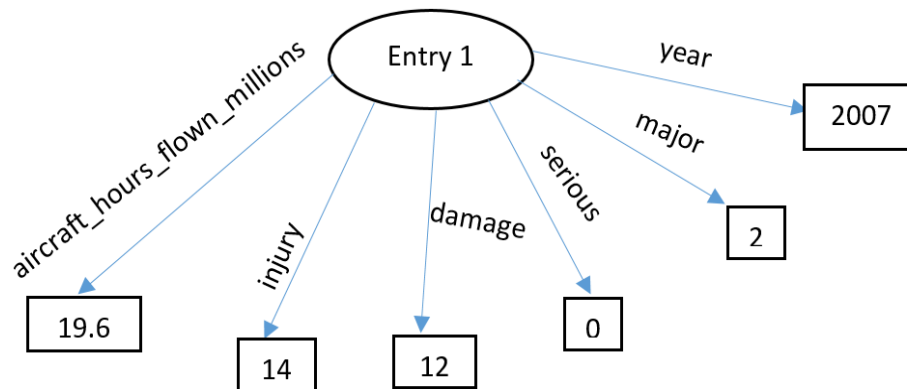 Entry 1
year
2007
major
2
serious
0
damage
12
injury
14
aircraft_hours_flown_millions
19.6